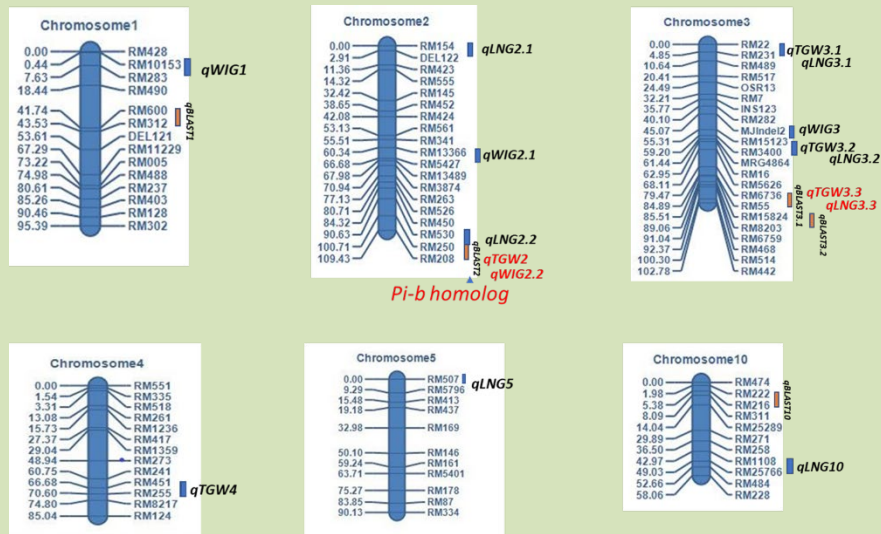 Chromosome1
0.00 RM428
0.44 RM10153
7.63 RM283
18.44 RM490
41.74 RM600
43.53 RM312
53.61 DEL121
67.29 RM11229
73.22 RM005
74.98 RM488
80.61 RM237
85.26 RM403
90.46 RM128
95.39 RM302
qWIG1
qBLAST1
Chromosome2
0.00 RM154
2.91 DEL122
11.36 RM423
14.32 RM555
32.42 RM145
38.65 RM452
42.08 RM424
53.13 RM561
55.51 RM341
60.34 RM13366
66.68 RM5427
67.98 RM13489
70.94 RM3874
77.13 RM263
80.71 RM526
84.32 RM450
90.63 RM530
100.71 RM250
109.43 RM208
qLNG2.1
qWIG2.1
qLNG2.2
qBLAST2
qTGW2
qWIG2.2
Pi-b homolog
Chromosome3
0.00 RM22
4.85 RM231
10.64 RM489
20.41 RM517
24.49 OSR13
32.21 RM7
35.77 INS123
40.10 RM282
45.07 MJIndel2
55.31 RM15123
59.20 RM3400
61.44 MRG4864
62.95 RM16
68.11 RM5626
79.47 RM6736
84.89 RM55
85.51 RM15824
89.06 RM8203
91.04 RM6759
92.37 RM468
100.30 RM514
102.78 RM442
qTGW3.1
qLNG3.1
qWIG3
qTGW3.2
qLNG3.2
qTGW3.3
qLNG3.3
qBLAST3.1
qBLAST3.2
Chromosome4
0.00 RM551
1.54 RM335
3.31 RM518
13.08 RM261
15.73 RM1236
27.37 RM417
29.04 RM1359
48.94 RM273
60.75 RM241
66.68 RM451
70.60 RM255
74.80 RM8217
85.04 RM124
qTGW4
Chromosome5
0.00 RM507
9.29 RM5796
15.48 RM413
19.18 RM437
32.98 RM169
50.10 RM146
59.24 RM161
63.71 RM5401
75.27 RM178
83.85 RM87
90.13 RM334
qLNG5
Chromosome10
0.00 RM474
1.98 RM222
5.38 RM216
8.09 RM311
14.04 RM25289
29.89 RM271
36.50 RM258
42.97 RM1108
49.03 RM25766
52.66 RM484
58.06 RM228
qBLAST10
qLNG10